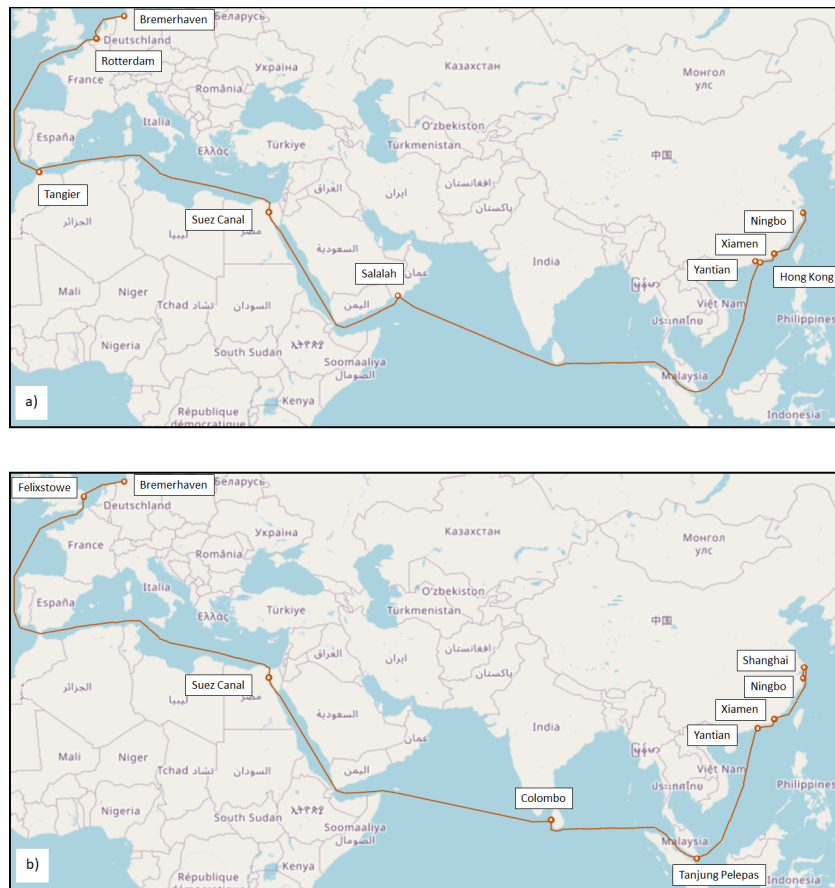 Bremerhaven
Беларусь
Deutschland
Rotterdam
Україна
Казахстан
France
Монгол
улс
România
Italia
O'zbekiston
España
Ελλάς
Türkiye
Türkmenistan
中国
افغانستان
Tangier
العراق
ایران
Ningbo
پاکستان
Suez Canal
مصر
Xiamen
الجزائر
ليبيا
السعودية
Yantian
Salalah
عمان
India
Hong Kong
Mali
Niger
Tchad تشاد
السودان
اليمن
Việt Nam
ประเทศไทย
Philippines
Nigeria
South Sudan
Soomaaliya
الصومال
Malaysia
a)
Kenya
République
démocratique
Indonesia
Felixstowe
Bremerhaven
Беларусь
Deutschland
Україна
Казахстан
France
Монгол
улс
România
Italia
O'zbekiston
España
Ελλάς
Türkiye
Türkmenistan
中国
افغانستان
العراق
ایران
Shanghai
پاکستان
Suez Canal
مصر
Ningbo
الجزائر
ليبيا
السعودية
Xiamen
Yantian
عمان
India
Mali
Niger
Tchad تشاد
السودان
اليمن
Việt Nam
Colombo
ประเทศไทย
Philippines
Nigeria
South Sudan
Soomaaliya
الصومال
Malaysia
b)
Kenya
République
démocratique
Tanjung Pelepas
Indonesia